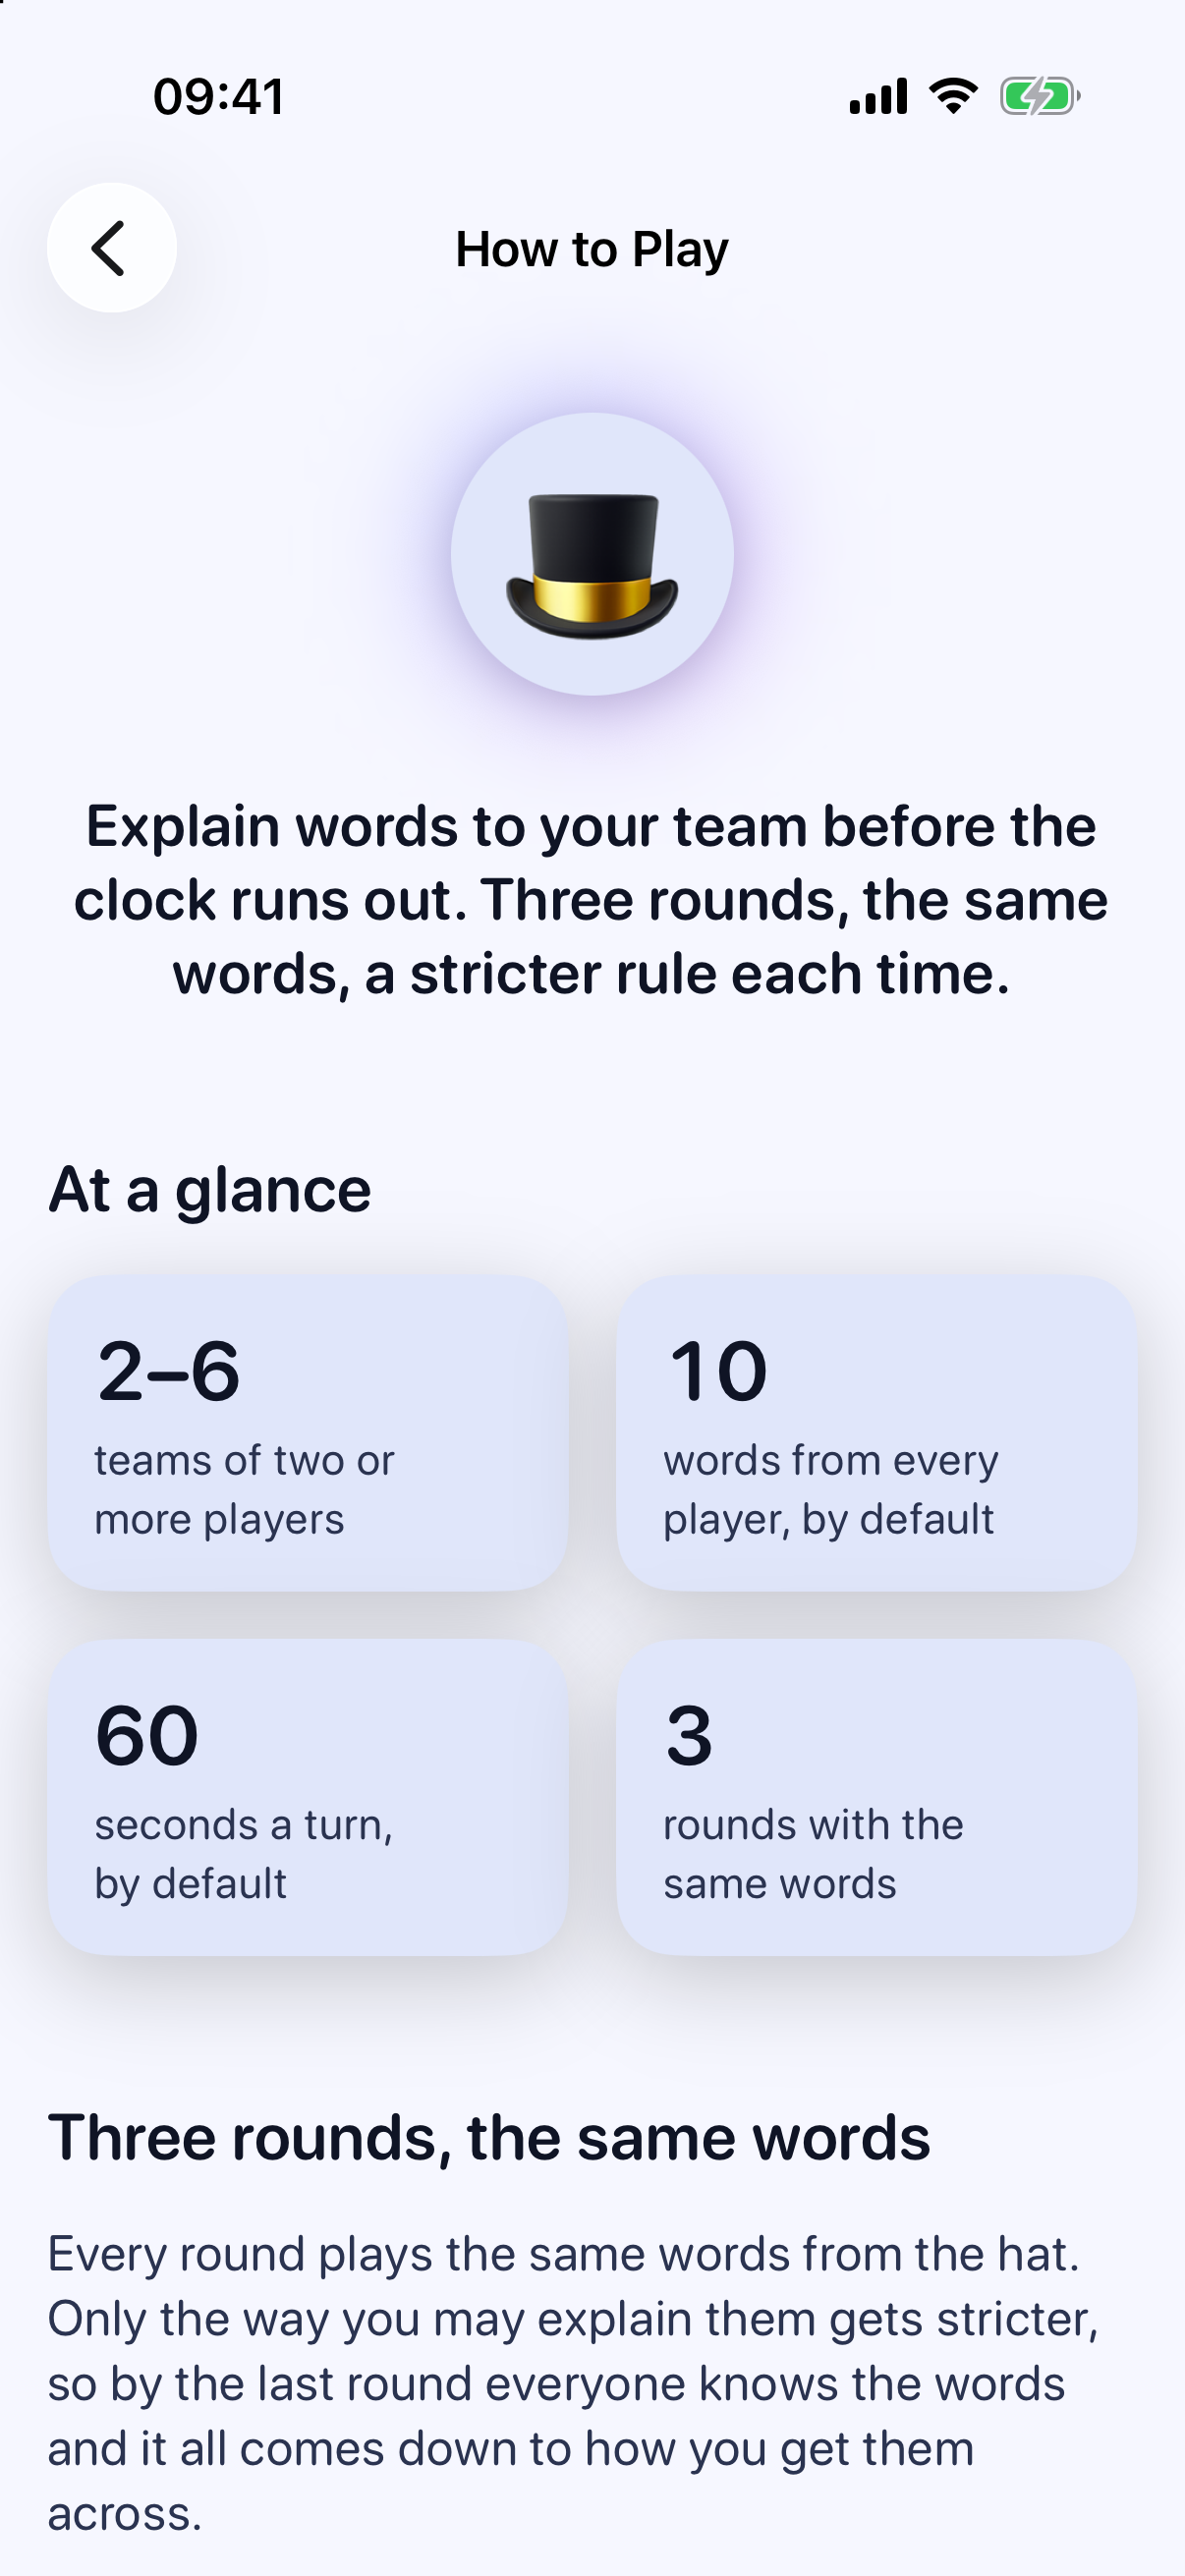 09:41
How to Play
Explain words to your team before the
clock runs out. Three rounds, the same
words, a stricter rule each time.
At a glance
2–6
teams of two or
more players
10
words from every
player, by default
60
seconds a turn,
by default
3
rounds with the
same words
Three rounds, the same words
Every round plays the same words from the hat.
Only the way you may explain them gets stricter,
so by the last round everyone knows the words
and it all comes down to how you get them
across.